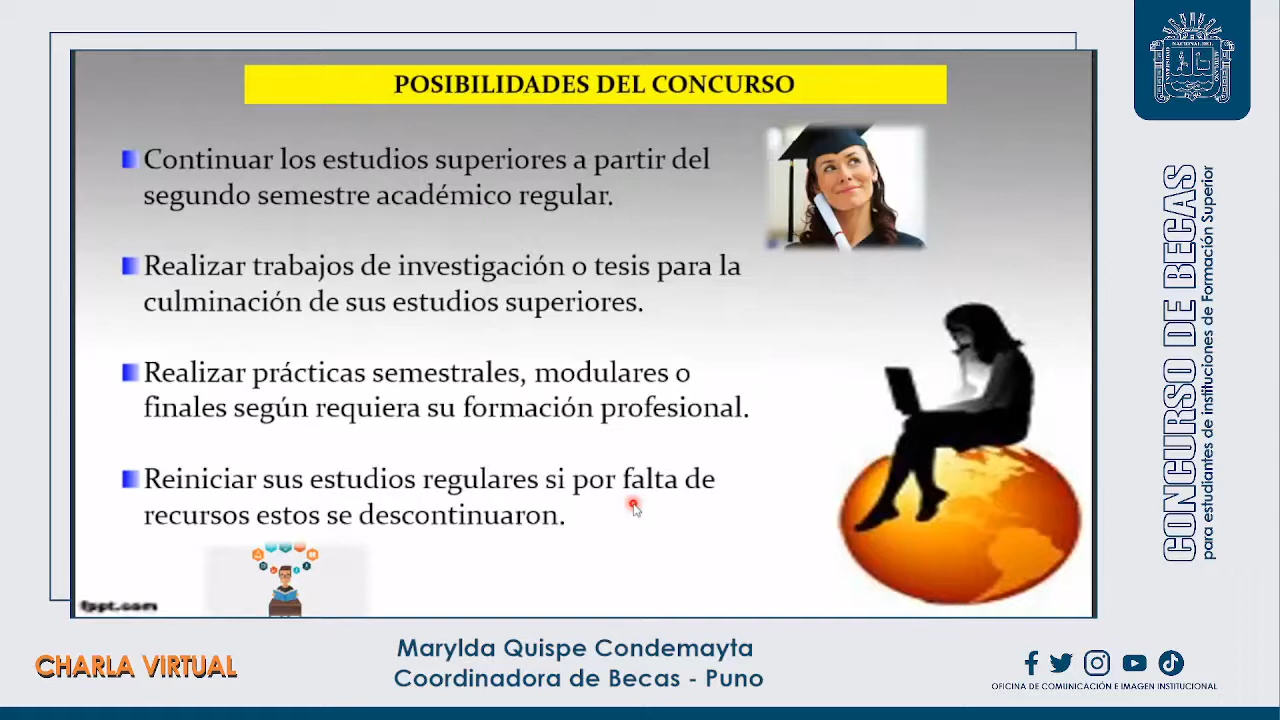 POSIBILIDADES DEL CONCURSO
Continuar los estudios superiores a partir del
segundo semestre académico regular.
Realizar trabajos de investigación o tesis para la
culminación de sus estudios superiores.
Realizar prácticas semestrales, modulares o
finales según requiera su formación profesional.
Reiniciar sus estudios regulares si por falta de
recursos estos se descontinuaron.
fppt.com
CHARLA VIRTUAL
Marylda Quispe Condemayta
Coordinadora de Becas - Puno
OFICINA DE COMUNICACIÓN E IMAGEN INSTITUCIONAL
NACIONAL DEL
CONCURSO DE BECAS
para estudiantes de instituciones de Formación Superior